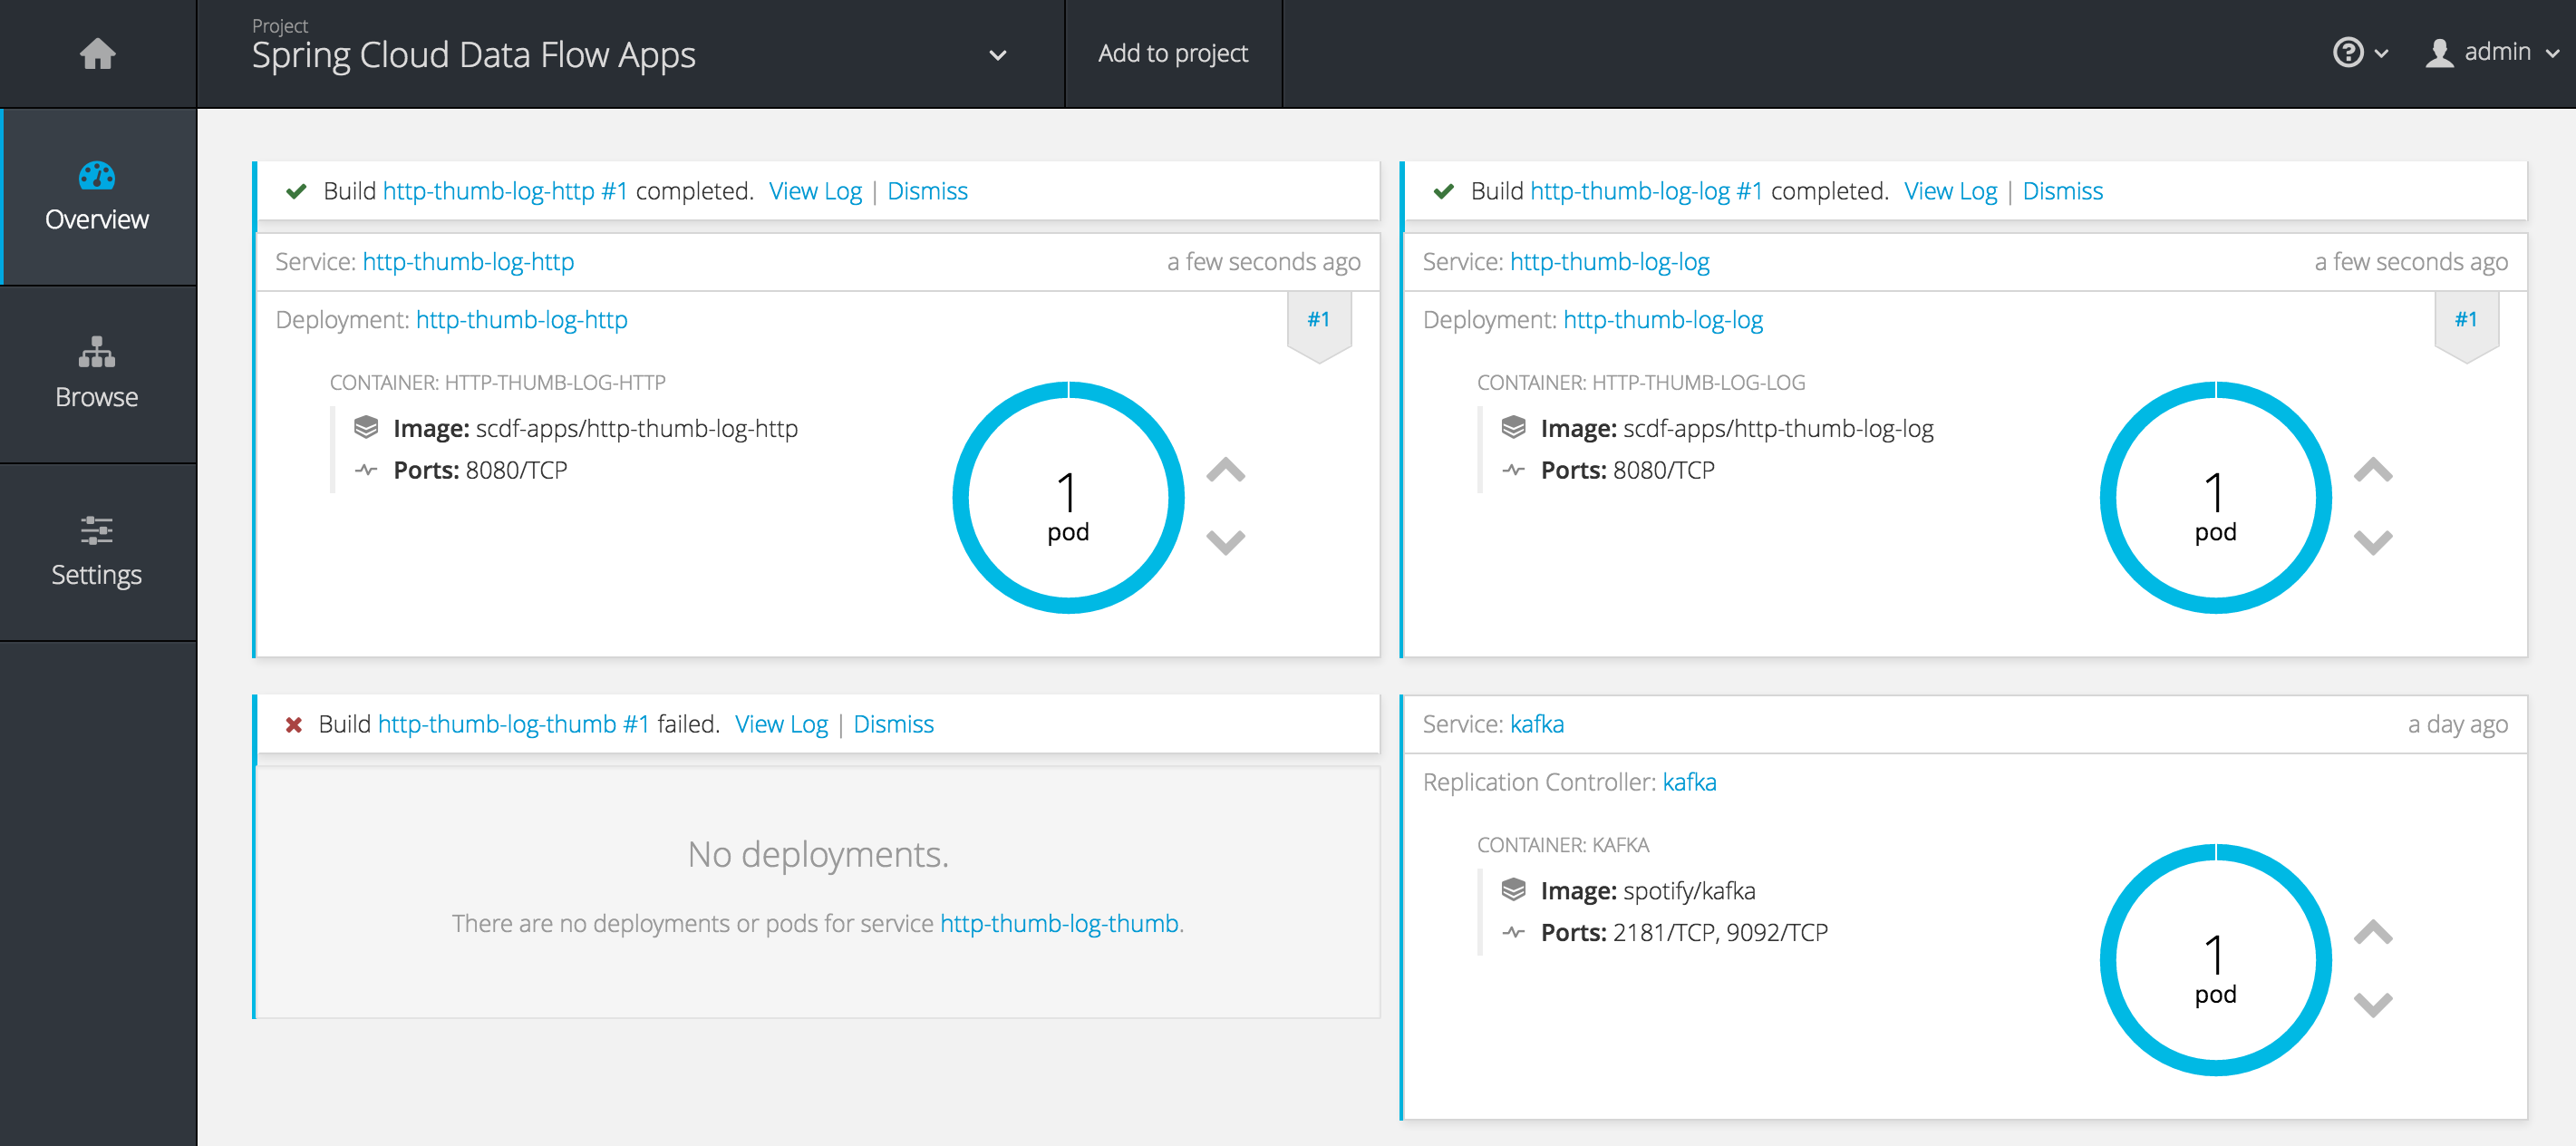 Project
Spring Cloud Data Flow Apps
Add to project
admin
Overview
Browse
Settings
Build http-thumb-log-http #1 completed. View Log | Dismiss
Service: http-thumb-log-http a few seconds ago
Deployment: http-thumb-log-http #1
CONTAINER: HTTP-THUMB-LOG-HTTP
Image: scdf-apps/http-thumb-log-http
Ports: 8080/TCP
1
pod
Build http-thumb-log-log #1 completed. View Log | Dismiss
Service: http-thumb-log-log a few seconds ago
Deployment: http-thumb-log-log #1
CONTAINER: HTTP-THUMB-LOG-LOG
Image: scdf-apps/http-thumb-log-log
Ports: 8080/TCP
1
pod
Build http-thumb-log-thumb #1 failed. View Log | Dismiss
No deployments.
There are no deployments or pods for service http-thumb-log-thumb.
Service: kafka a day ago
Replication Controller: kafka
CONTAINER: KAFKA
Image: spotify/kafka
Ports: 2181/TCP, 9092/TCP
1
pod